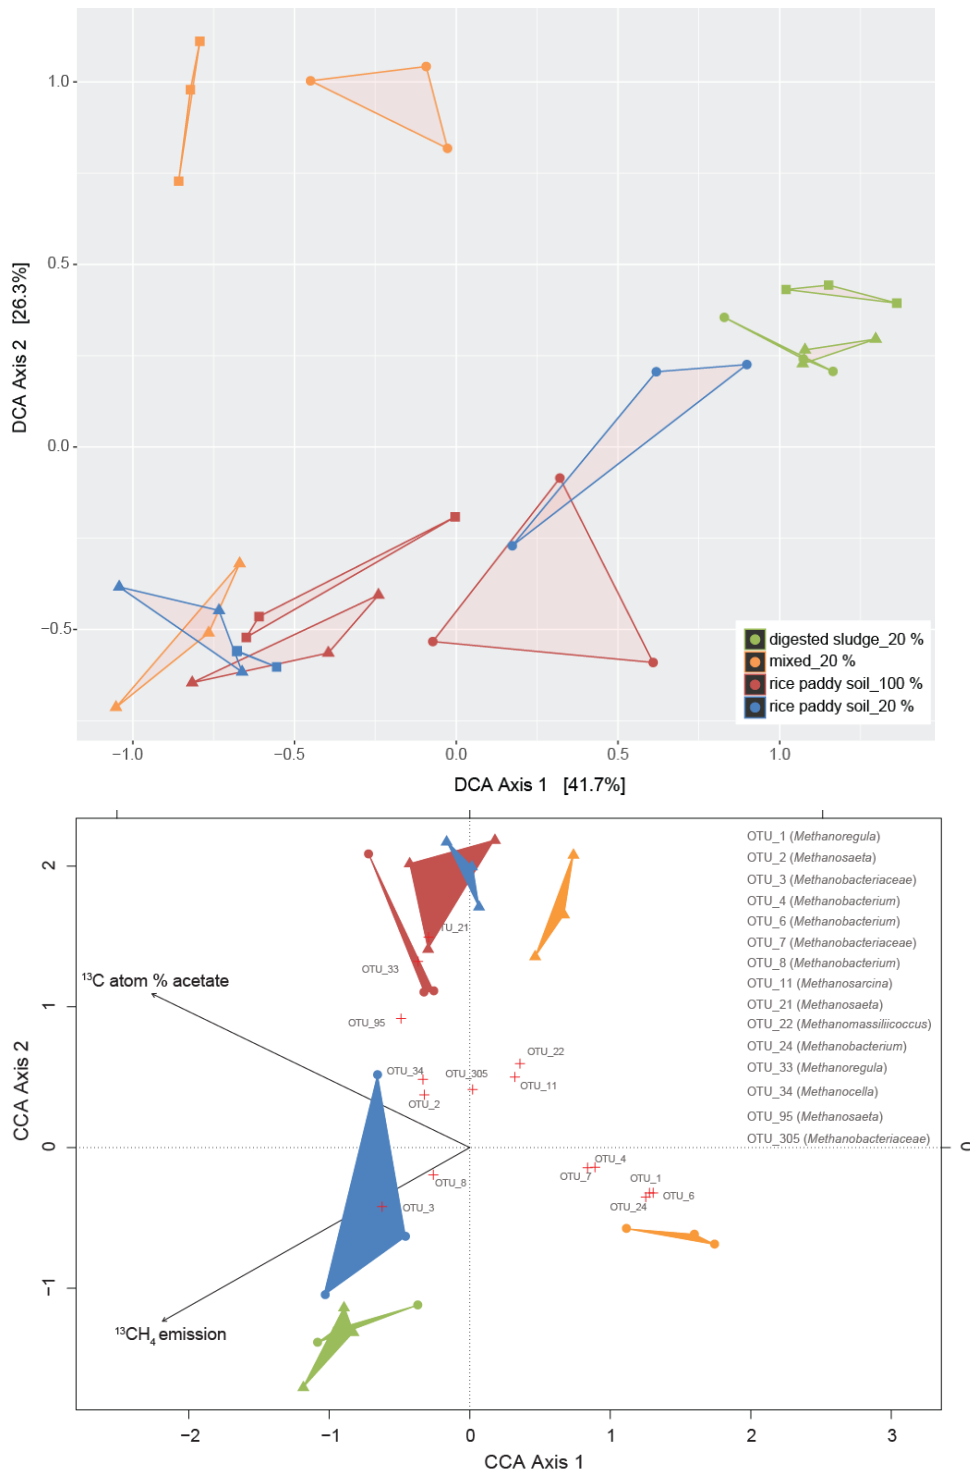 1.0
0.5
0.0
−0.5
DCA Axis 2 [26.3%]
digested sludge_20 %
mixed_20 %
rice paddy soil_100 %
rice paddy soil_20 %
−1.0
−0.5
0.0
0.5
1.0
DCA Axis 1 [41.7%]
OTU_1 (Methanoregula)
OTU_2 (Methanosaeta)
OTU_3 (Methanobacteriaceae)
OTU_4 (Methanobacterium)
OTU_6 (Methanobacterium)
OTU_7 (Methanobacteriaceae)
OTU_8 (Methanobacterium)
OTU_11 (Methanosarcina)
OTU_21 (Methanosaeta)
OTU_22 (Methanomassiliicoccus)
OTU_24 (Methanobacterium)
OTU_33 (Methanoregula)
OTU_34 (Methanocella)
OTU_95 (Methanosaeta)
OTU_305 (Methanobacteriaceae)
2
1
0
−1
CCA Axis 2
TU_21
OTU_33
¹³C atom % acetate
OTU_95
OTU_22
OTU_34
OTU_305
OTU_11
OTU_2
0
OTU_4
OTU_7
OTU_8
OTU_1
OTU_6
OTU_24
OTU_3
¹³CH₄ emission
−2
−1
0
1
2
3
CCA Axis 1